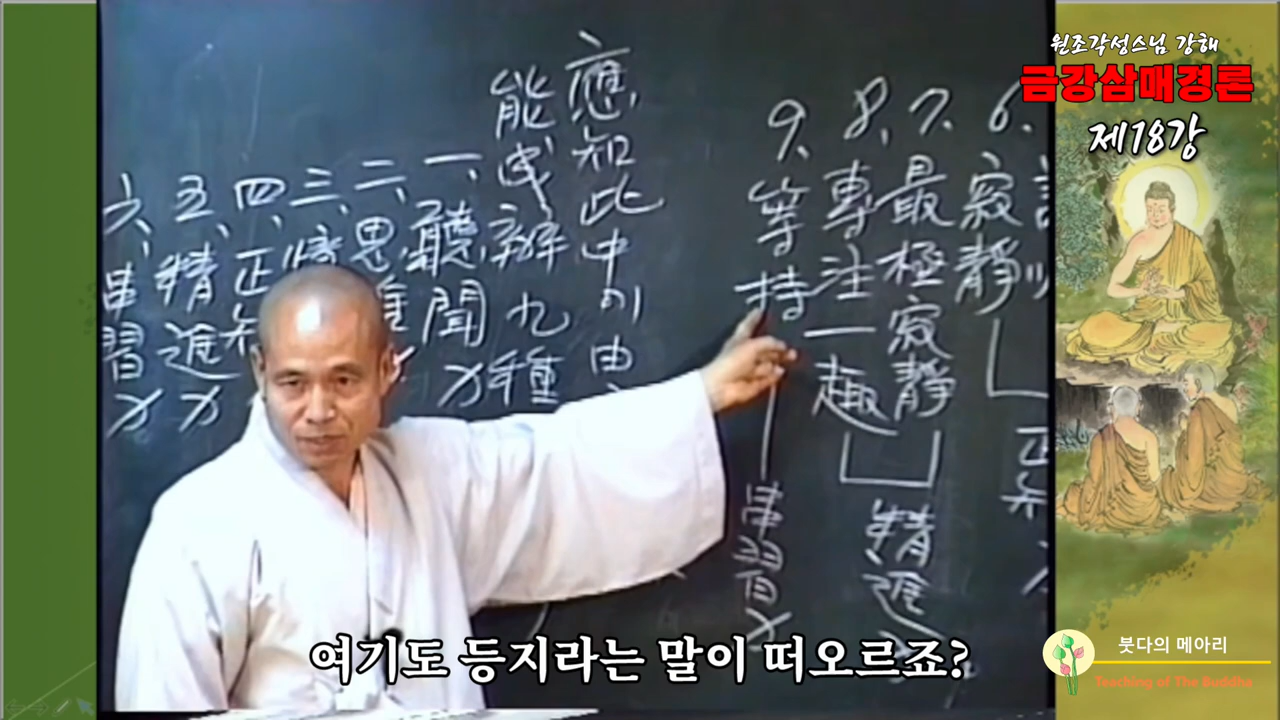 원조각성스님 강해
금강삼매경론
제18강
6、寂靜
7、最極寂靜
8、專注一趣
精進
9、等持
串習力
應知此中別由
能成辦九種
一、聽聞力
二、思惟
三、憶
四、正知
五、精進力
六、串習力
여기도 등지라는 말이 떠오르죠?
붓다의 메아리
Teaching of The Buddha